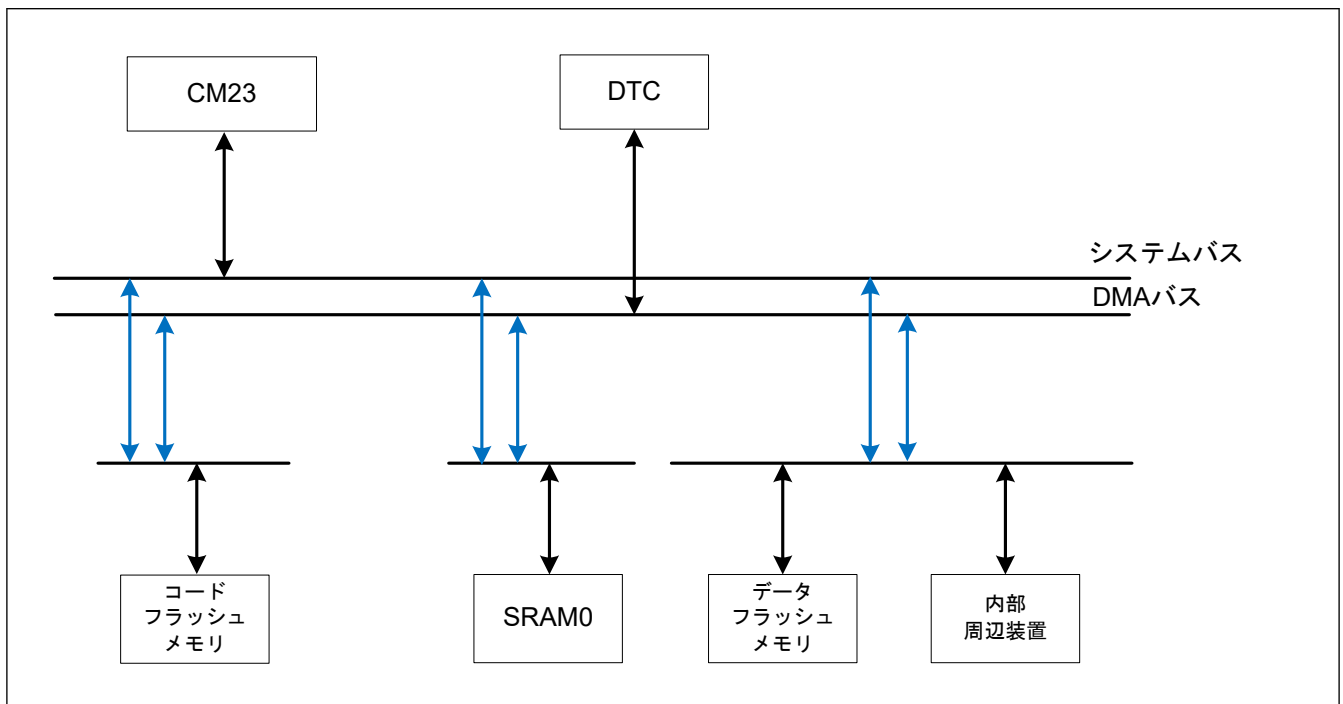 CM23
DTC
システムバス
DMAバス
コード
フラッシュ
メモリ
SRAM0
データ
フラッシュ
メモリ
内部
周辺装置